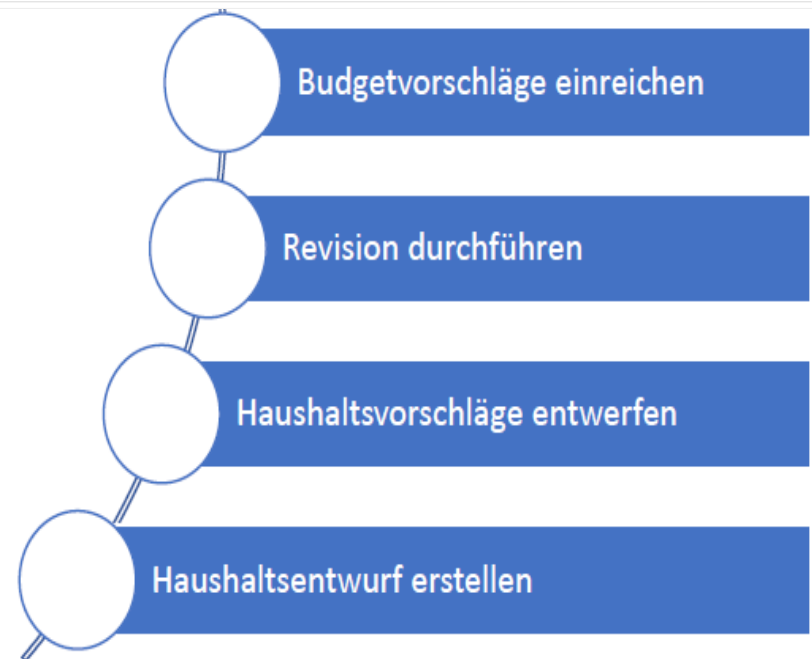 Budgetvorschläge einreichen
Revision durchführen
Haushaltsvorschläge entwerfen
Haushaltsentwurf erstellen